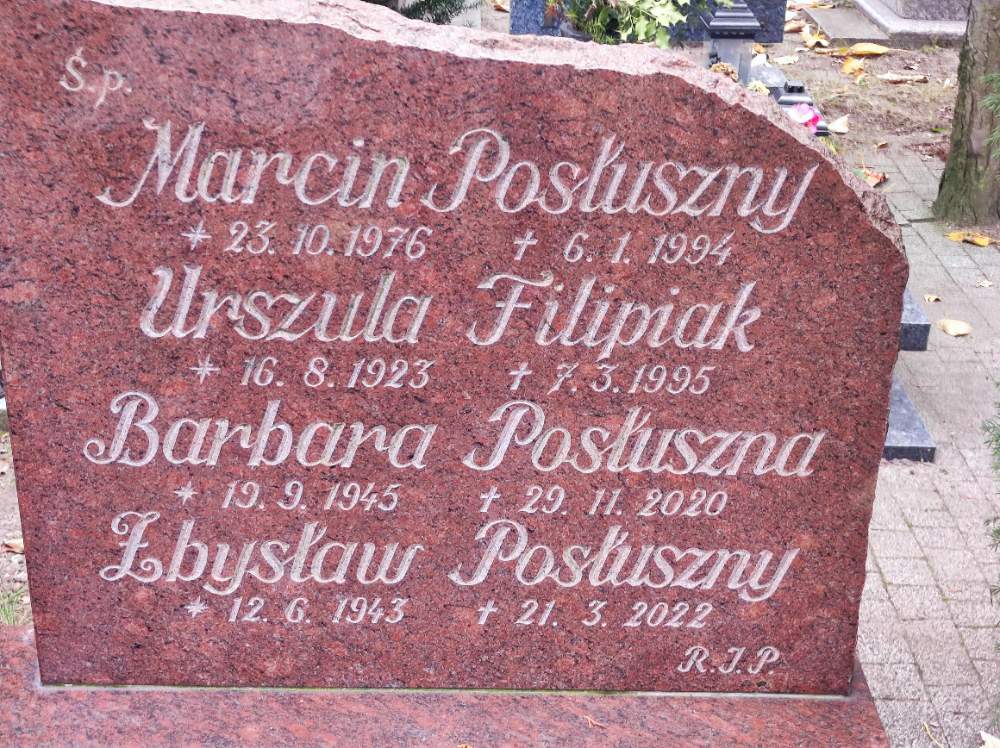 Ś.p.
Marcin Posłuszny
* 23. 10. 1976 † 6. 1. 1994
Urszula Filipiak
* 16. 8. 1923 † 7. 3. 1995
Barbara Posłuszna
* 19. 9. 1945 † 29. 11. 2020
Zbysław Posłuszny
* 12. 6. 1943 † 21. 3. 2022
R.I.P.